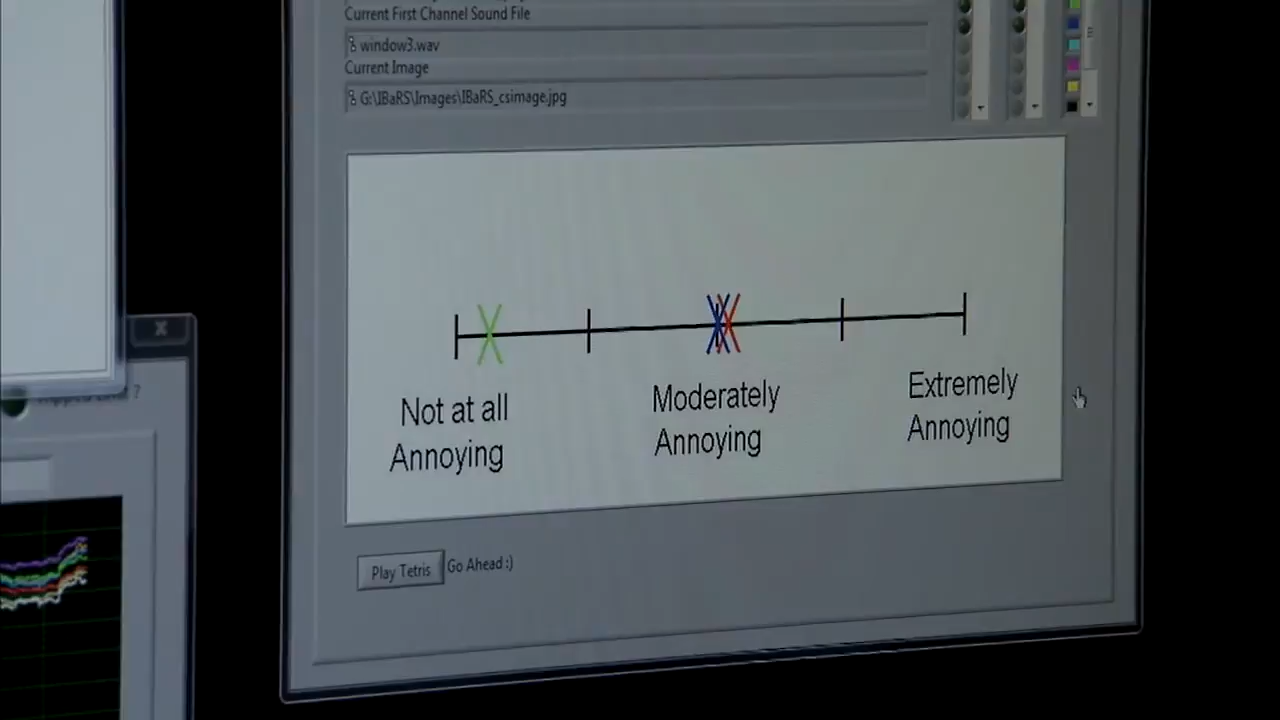 Current First Channel Sound File
window3.wav
Current Image
G:\IBaRS\Images\IBaRS_csimage.jpg
Not at all
Annoying
Moderately
Annoying
Extremely
Annoying
Play Tetris
Go Ahead :)